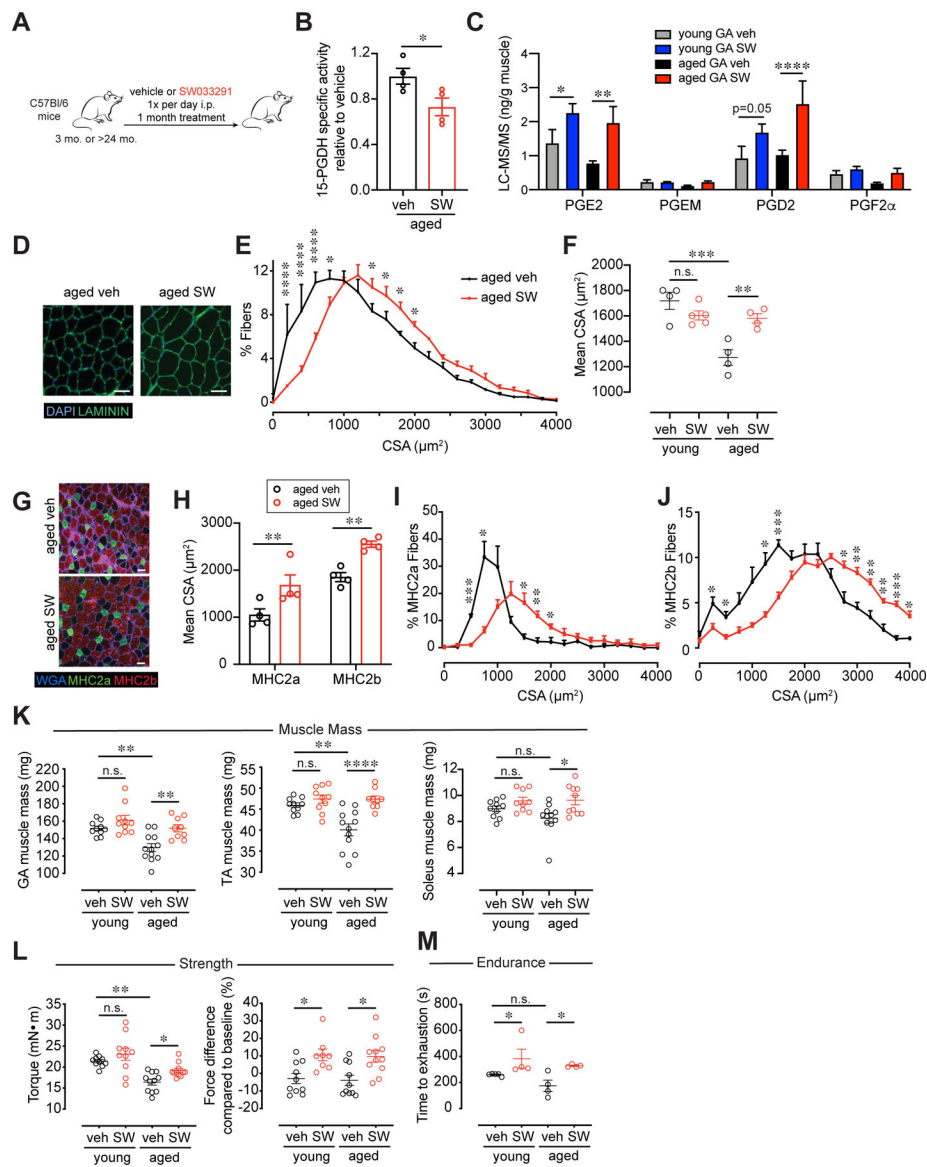 A
C57Bl/6
mice
vehicle or SW033291
1x per day i.p.
1 month treatment
3 mo. or >24 mo.
B
15-PGDH specific activity
relative to vehicle
1.2
0.9
0.6
0.3
0.0
*
veh SW
aged
C
LC-MS/MS (ng/g muscle)
4
3
2
1
0
young GA veh
young GA SW
aged GA veh
aged GA SW
* ** p=0.05 ****
PGE2 PGEM PGD2 PGF2α
D
aged veh aged SW
DAPI LAMININ
E
% Fibers
12
8
4
0
**** **** **** * * * * *
aged veh
aged SW
0 1000 2000 3000 4000
CSA (µm²)
F
Mean CSA (µm²)
1800
1600
1400
1200
1000
***
n.s. **
veh SW veh SW
young aged
G
aged veh
aged SW
WGA MHC2a MHC2b
H
aged veh
aged SW
Mean CSA (µm²)
3000
2000
1000
0
** **
MHC2a MHC2b
I
% MHC2a Fibers
50
40
30
20
10
0
*** * * ** *
0 1000 2000 3000 4000
CSA (µm²)
J
% MHC2b Fibers
15
10
5
0
0 1000 2000 3000 4000
CSA (µm²)
K
Muscle Mass
GA muscle mass (mg)
220
200
180
160
140
120
100
**
n.s. **
veh SW veh SW
young aged
TA muscle mass (mg)
60
55
50
45
40
35
30
**
n.s. ****
veh SW veh SW
young aged
Soleus muscle mass (mg)
12
10
8
6
4
n.s.
n.s. *
veh SW veh SW
young aged
L
Strength
Torque (mN•m)
40
35
30
25
20
15
10
**
n.s. *
veh SW veh SW
young aged
Force difference
compared to baseline (%)
40
30
20
10
0
-10
-20
* *
veh SW veh SW
young aged
M
Endurance
Time to exhaustion (s)
800
600
400
200
0
n.s.
* *
veh SW veh SW
young aged